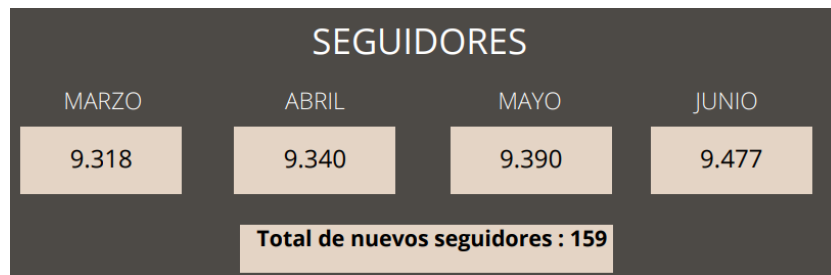 SEGUIDORES
MARZO ABRIL MAYO JUNIO
9.318 9.340 9.390 9.477
Total de nuevos seguidores : 159